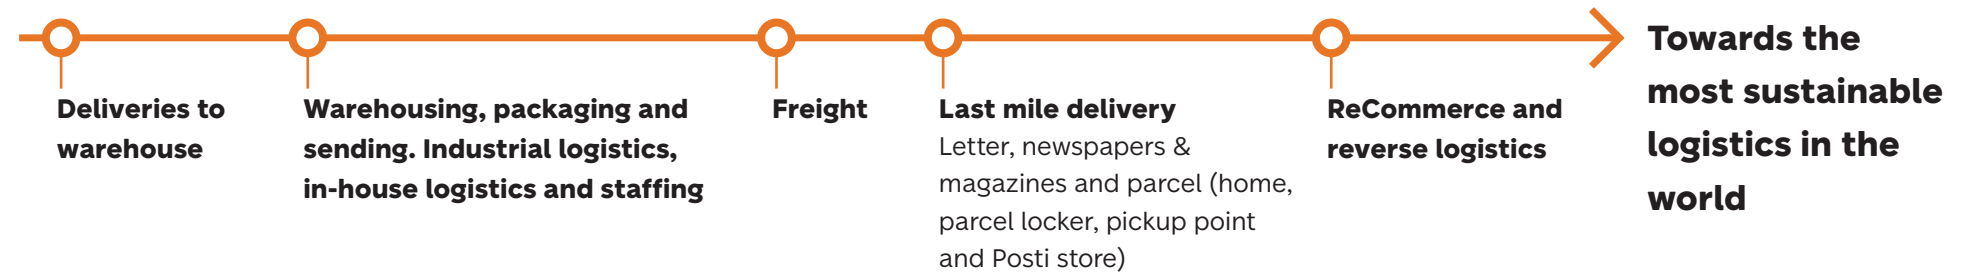 Deliveries to
warehouse
Warehousing, packaging and
sending. Industrial logistics,
in-house logistics and staffing
Freight
Last mile delivery
Letter, newspapers &
magazines and parcel (home,
parcel locker, pickup point
and Posti store)
ReCommerce and
reverse logistics
Towards the
most sustainable
logistics in the
world